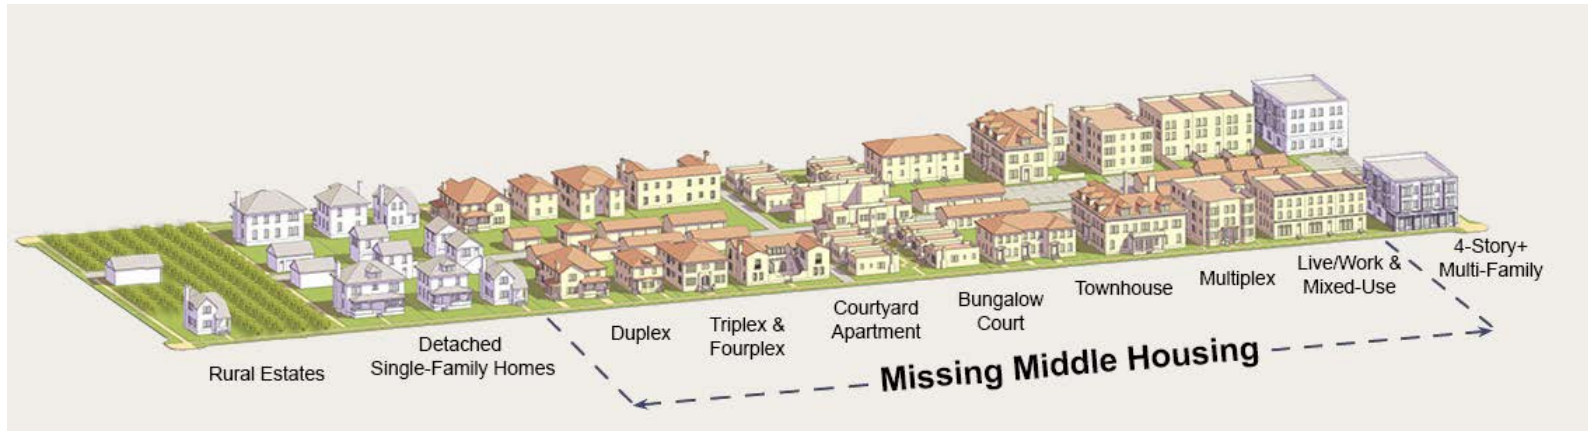 Rural Estates
Detached
Single-Family Homes
Duplex
Triplex &
Fourplex
Courtyard
Apartment
Bungalow
Court
Townhouse
Multiplex
Live/Work &
Mixed-Use
4-Story+
Multi-Family
Missing Middle Housing